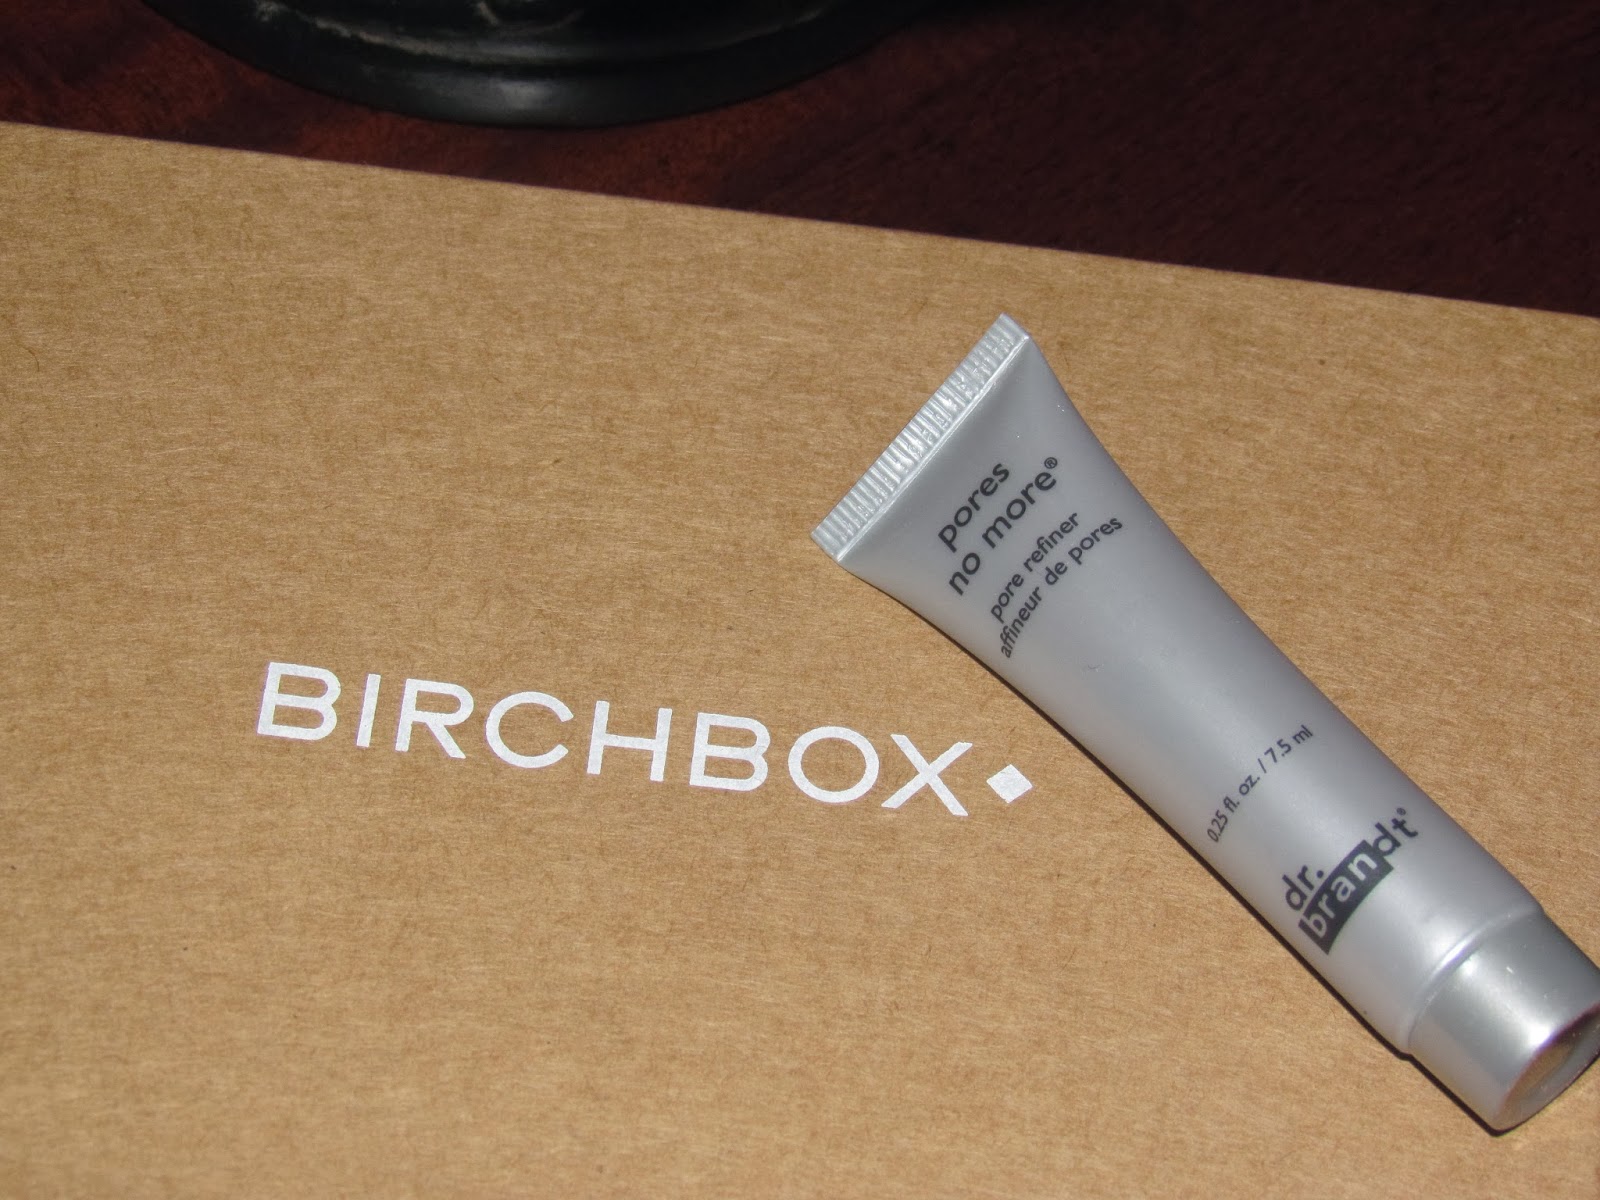 BIRCHBOX
pores
no more®
pore refiner
affineur de pores
0.25 fl. oz. / 7.5 ml
dr.
brandt®